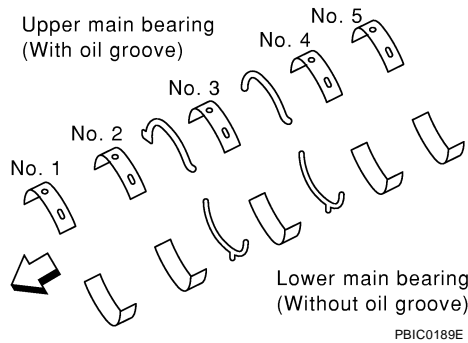 Upper main bearing
(With oil groove)
No. 5
No. 4
No. 3
No. 2
No. 1
Lower main bearing
(Without oil groove)
PBIC0189E